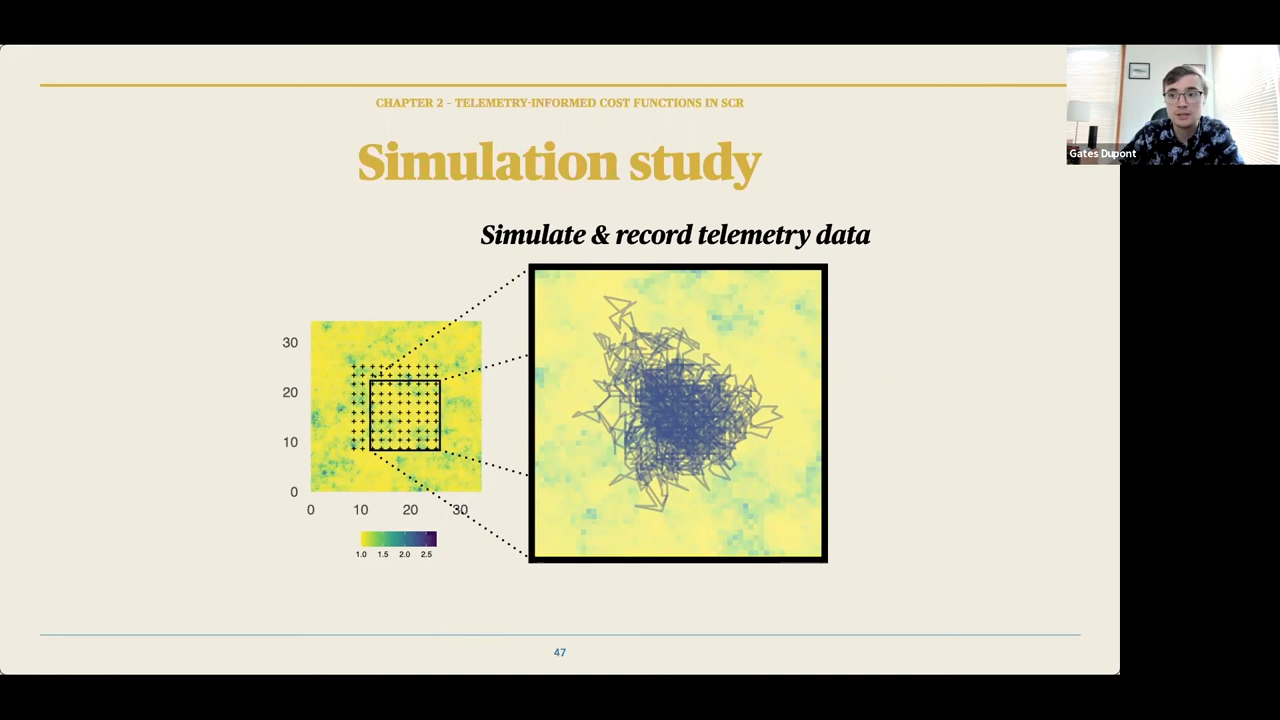 CHAPTER 2 - TELEMETRY-INFORMED COST FUNCTIONS IN SCR
Gates Dupont
Simulation study
Simulate & record telemetry data
30
20
10
0
0 10 20 30
1.0 1.5 2.0 2.5
47